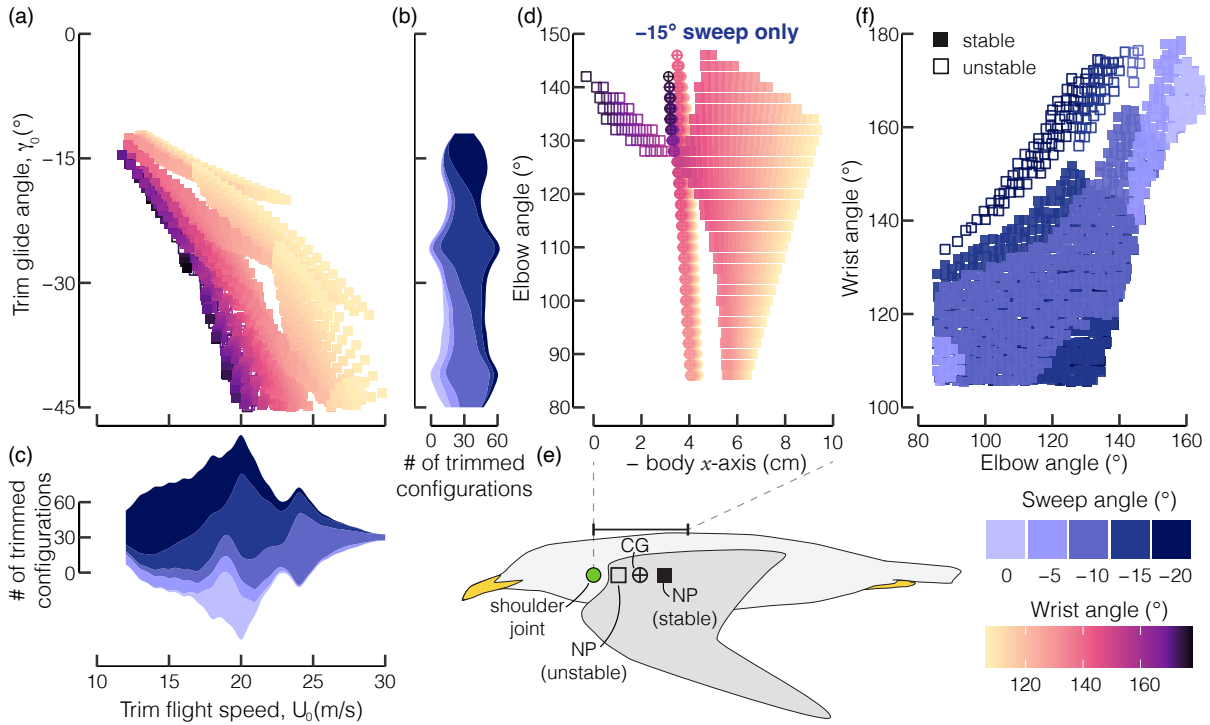 (a)
0
−15
−30
−45
Trim glide angle, γ0(°)
(b)
0 30 60
# of trimmed
configurations
(c)
60
30
0
# of trimmed
configurations
10 15 20 25 30
Trim flight speed, U0(m/s)
(d)
−15° sweep only
150
140
130
120
110
100
90
80
Elbow angle (°)
0 2 4 6 8 10
− body x-axis (cm)
(e)
CG
shoulder
joint
NP
(stable)
NP
(unstable)
(f)
180
160
140
120
100
Wrist angle (°)
stable
unstable
80 100 120 140 160
Elbow angle (°)
Sweep angle (°)
0 −5 −10 −15 −20
Wrist angle (°)
120 140 160